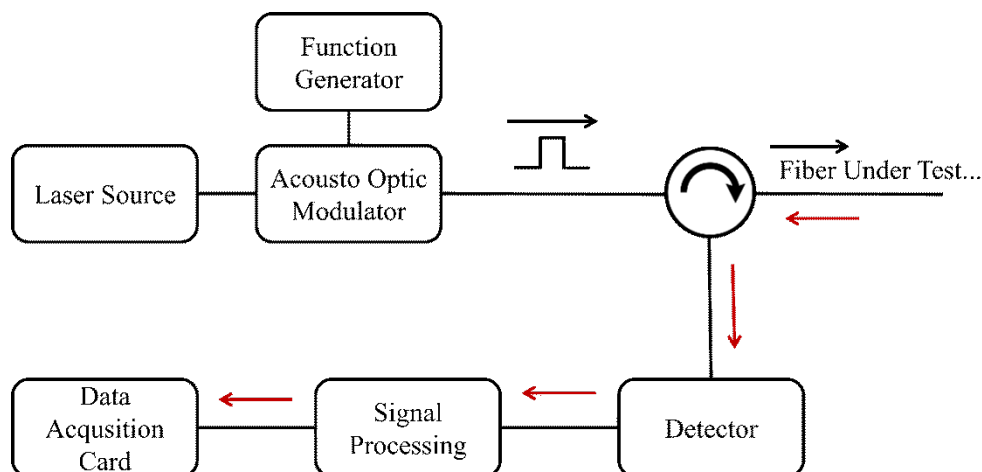 Function
Generator
Laser Source
Acousto Optic
Modulator
Fiber Under Test...
Data
Acqusition
Card
Signal
Processing
Detector